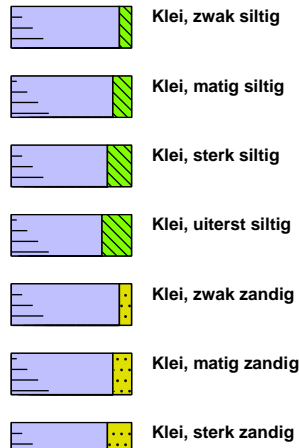 Klei, zwak siltig
Klei, matig siltig
Klei, sterk siltig
Klei, uiterst siltig
Klei, zwak zandig
Klei, matig zandig
Klei, sterk zandig